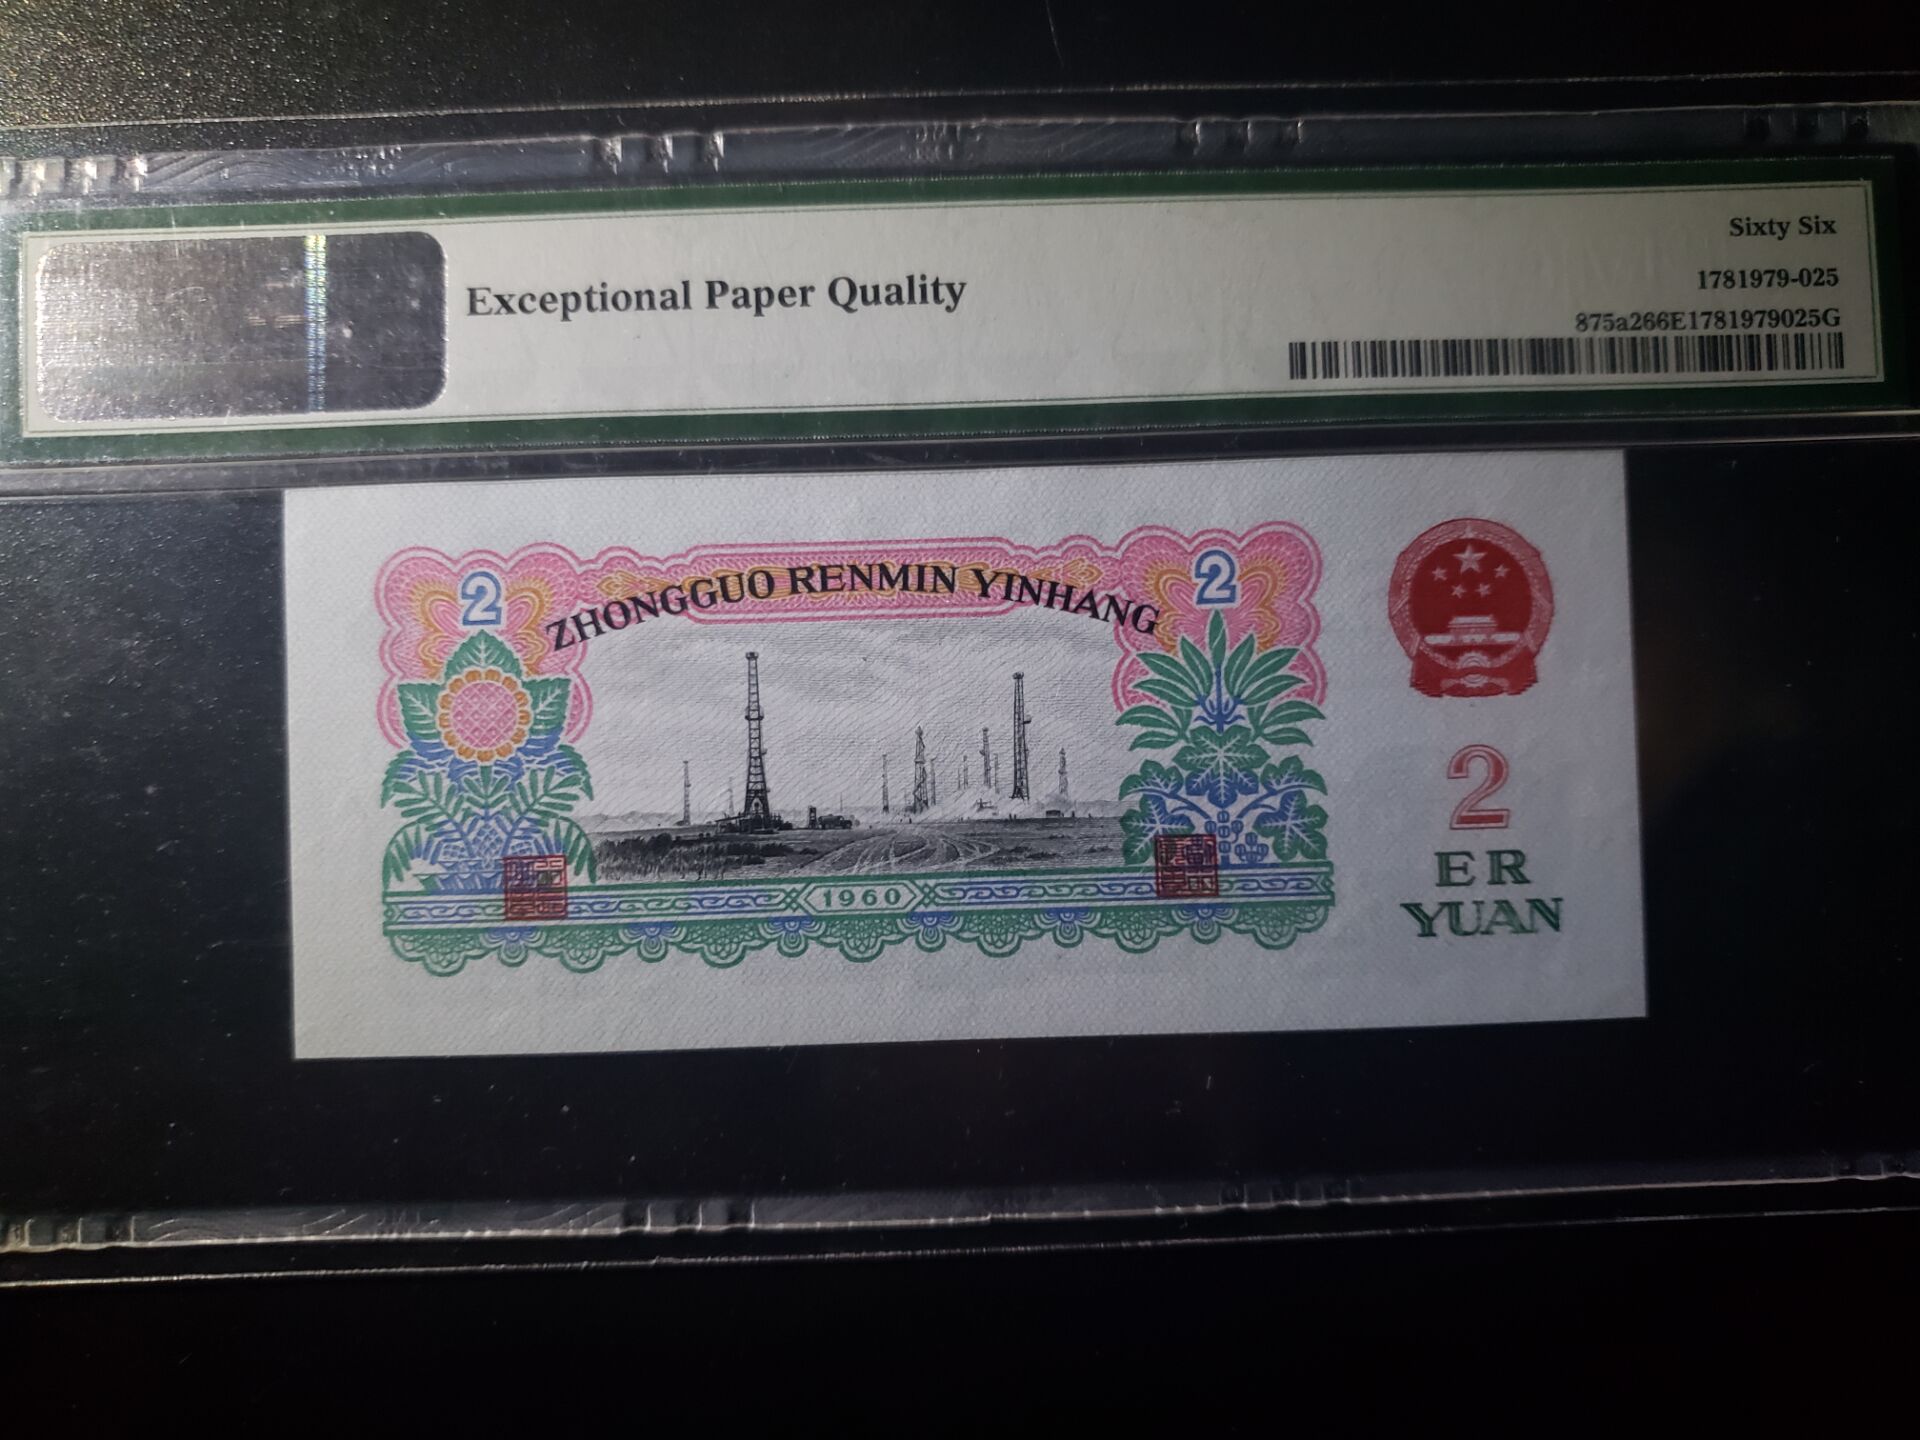 Sixty Six
Exceptional Paper Quality
1781979-025
875a266E1781979025G
2
ZHONGGUO RENMIN YINHANG
2
2
ER
YUAN
1960